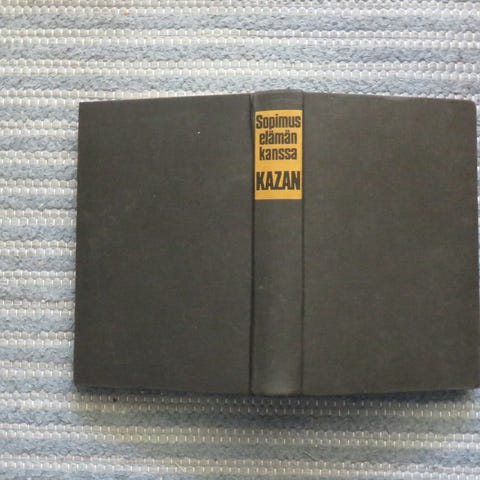 Sopimus
elämän
kanssa
KAZAN